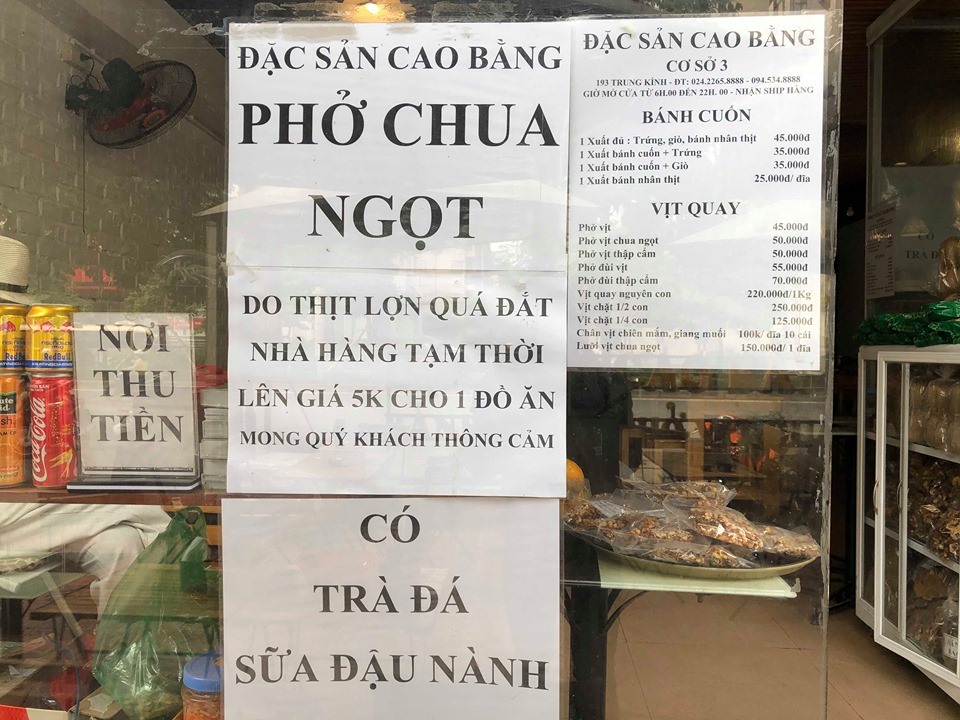 ĐẶC SẢN CAO BẰNG
PHỞ CHUA
NGỌT
DO THỊT LỢN QUÁ ĐẮT
NHÀ HÀNG TẠM THỜI
LÊN GIÁ 5K CHO 1 ĐỒ ĂN
MONG QUÝ KHÁCH THÔNG CẢM
CÓ
TRÀ ĐÁ
SỮA ĐẬU NÀNH
ĐẶC SẢN CAO BẰNG
CƠ SỞ 3
193 TRUNG KÍNH - ĐT: 024.2265.8888 - 094.534.8888
GIỜ MỞ CỬA TỪ 6H.00 ĐẾN 22H. 00 - NHẬN SHIP HÀNG
BÁNH CUỐN
1 Xuất đủ : Trứng, giò, bánh nhân thịt 45.000đ
1 Xuất bánh cuốn + Trứng 35.000đ
1 Xuất bánh cuốn + Giò 35.000đ
1 Xuất bánh nhân thịt 25.000đ/ đĩa
VỊT QUAY
Phở vịt 45.000đ
Phở vịt chua ngọt 50.000đ
Phở vịt thập cẩm 50.000đ
Phở đùi vịt 55.000đ
Phở đùi thập cẩm 70.000đ
Vịt quay nguyên con 220.000đ/1Kg
Vịt chặt 1/2 con 250.000đ
Vịt chặt 1/4 con 125.000đ
Chân vịt chiên mắm, giang muối 100k/ đĩa 10 cái
Lưỡi vịt chua ngọt 150.000đ/ 1 đĩa
NƠI
THU
TIỀN
RedBull
Coca-Cola
CÓ
TRÀ Đ